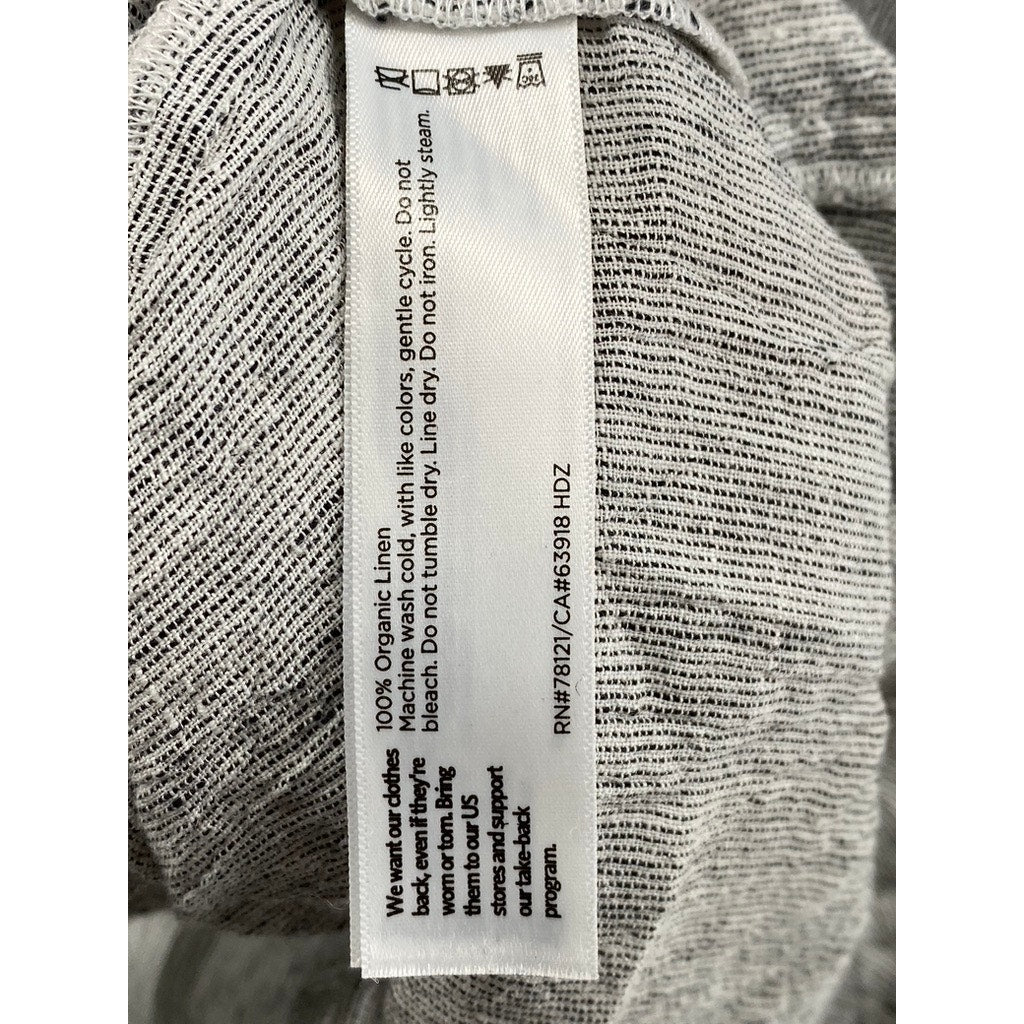 We want our clothes
back, even if they're
worn or torn. Bring
them to our US
stores and support
our take-back
program.
100% Organic Linen
Machine wash cold, with like colors, gentle cycle. Do not
bleach. Do not tumble dry. Line dry. Do not iron. Lightly steam.
RN#78121/CA#63918 HDZ